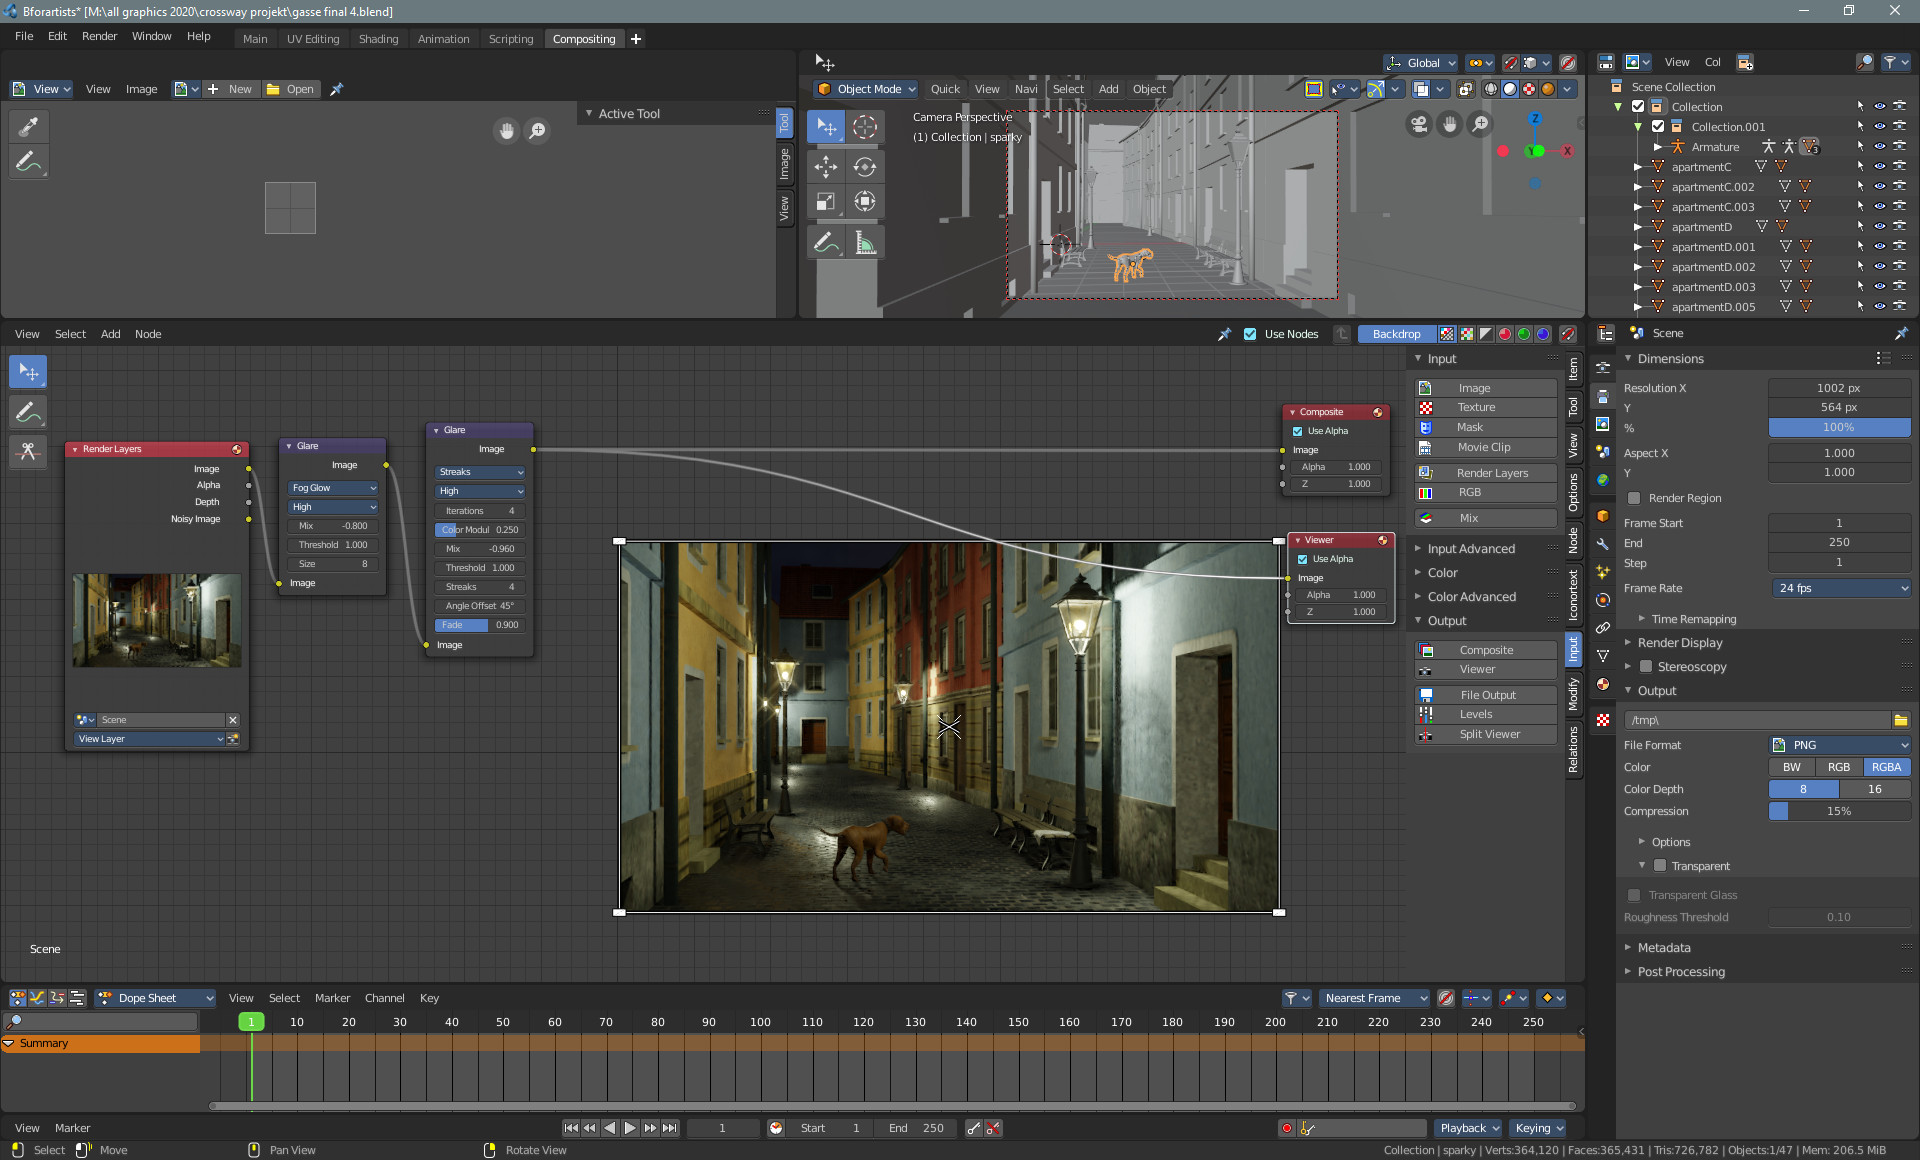 Bforartists* [M:\all graphics 2020\crossway projekt\gasse final 4.blend]
File Edit Render Window Help Main UV Editing Shading Animation Scripting Compositing
View View Image New Open
Active Tool
Tool
Image
View
Global
Object Mode Quick View Navi Select Add Object
Camera Perspective
(1) Collection | sparky
Z
Y
X
View Col
Scene Collection
Collection
Collection.001
Armature 3
apartmentC
apartmentC.002
apartmentC.003
apartmentD
apartmentD.001
apartmentD.002
apartmentD.003
apartmentD.005
View Select Add Node Use Nodes Backdrop
Render Layers
Image
Alpha
Depth
Noisy Image
Scene
View Layer
Glare
Image
Fog Glow
High
Mix -0.800
Threshold 1.000
Size 8
Image
Glare
Image
Streaks
High
Iterations 4
Color Modul 0.250
Mix -0.960
Threshold 1.000
Streaks 4
Angle Offset 45°
Fade 0.900
Image
Composite
Use Alpha
Image
Alpha 1.000
Z 1.000
Viewer
Use Alpha
Image
Alpha 1.000
Z 1.000
Scene
Input
Image
Texture
Mask
Movie Clip
Render Layers
RGB
Mix
Input Advanced
Color
Color Advanced
Output
Composite
Viewer
File Output
Levels
Split Viewer
Item
Tool
View
Options
Node
Iconortext
Input
Modify
Relations
Scene
Dimensions
Resolution X 1002 px
Y 564 px
% 100%
Aspect X 1.000
Y 1.000
Render Region
Frame Start 1
End 250
Step 1
Frame Rate 24 fps
Time Remapping
Render Display
Stereoscopy
Output
/tmp\
File Format PNG
Color BW RGB RGBA
Color Depth 8 16
Compression 15%
Options
Transparent
Transparent Glass
Roughness Threshold 0.10
Metadata
Post Processing
Dope Sheet View Select Marker Channel Key Nearest Frame
1 10 20 30 40 50 60 70 80 90 100 110 120 130 140 150 160 170 180 190 200 210 220 230 240 250
Summary
View Marker 1 Start 1 End 250 Playback Keying
Select Move Pan View Rotate View Collection | sparky | Verts:364,120 | Faces:365,431 | Tris:726,782 | Objects:1/47 | Mem: 206.5 MiB